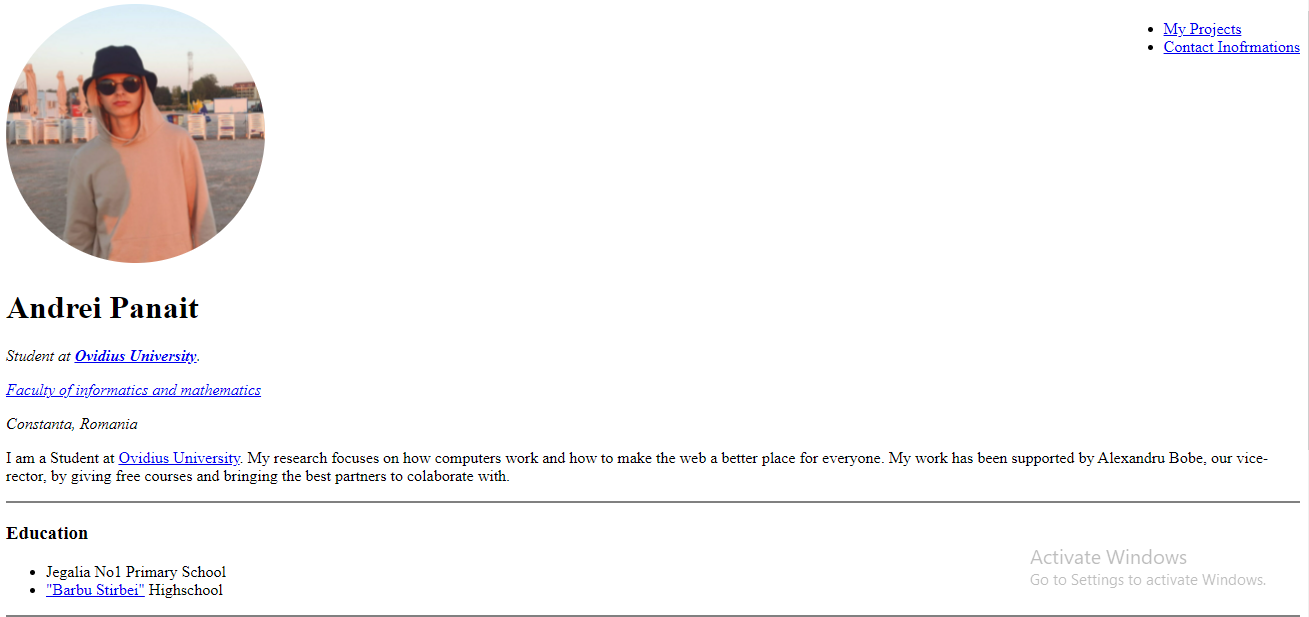 My Projects
Contact Inofrmations
Andrei Panait
Student at Ovidius University.
Faculty of informatics and mathematics
Constanta, Romania
I am a Student at Ovidius University. My research focuses on how computers work and how to make the web a better place for everyone. My work has been supported by Alexandru Bobe, our vice-
rector, by giving free courses and bringing the best partners to colaborate with.
Education
Jegalia No1 Primary School
"Barbu Stirbei" Highschool
Activate Windows
Go to Settings to activate Windows.